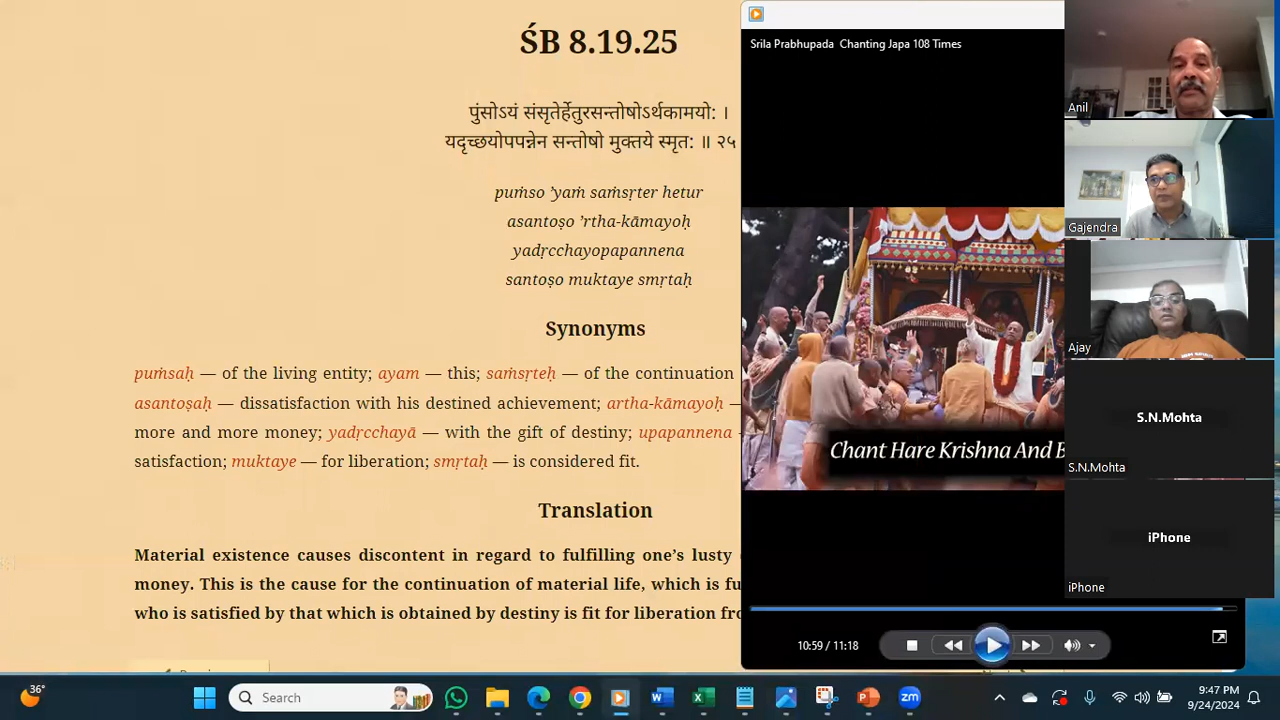 ŚB 8.19.25
पुंसोऽयं संसृतेर्हेतुरसन्तोषोऽर्थकामयो: ।
यद‍ृच्छयोपपन्नेन सन्तोषो मुक्तये स्मृत: ॥ २५
puṁso ’yaṁ saṁsṛter hetur
asantoṣo ’rtha-kāmayoḥ
yadṛcchayopapannena
santoṣo muktaye smṛtaḥ
Synonyms
puṁsaḥ — of the living entity; ayam — this; saṁsṛteḥ — of the continuation
asantoṣaḥ — dissatisfaction with his destined achievement; artha-kāmayoḥ —
more and more money; yadṛcchayā — with the gift of destiny; upapannena
satisfaction; muktaye — for liberation; smṛtaḥ — is considered fit.
Translation
Material existence causes discontent in regard to fulfilling one’s lusty
money. This is the cause for the continuation of material life, which is
who is satisfied by that which is obtained by destiny is fit for liberation
Srila Prabhupada Chanting Japa 108 Times
Chant Hare Krishna And
10:59 / 11:18
Anil
Gajendra
Ajay
S.N.Mohta
S.N.Mohta
iPhone
iPhone
36°
Search
zm
9:47 PM
9/24/2024